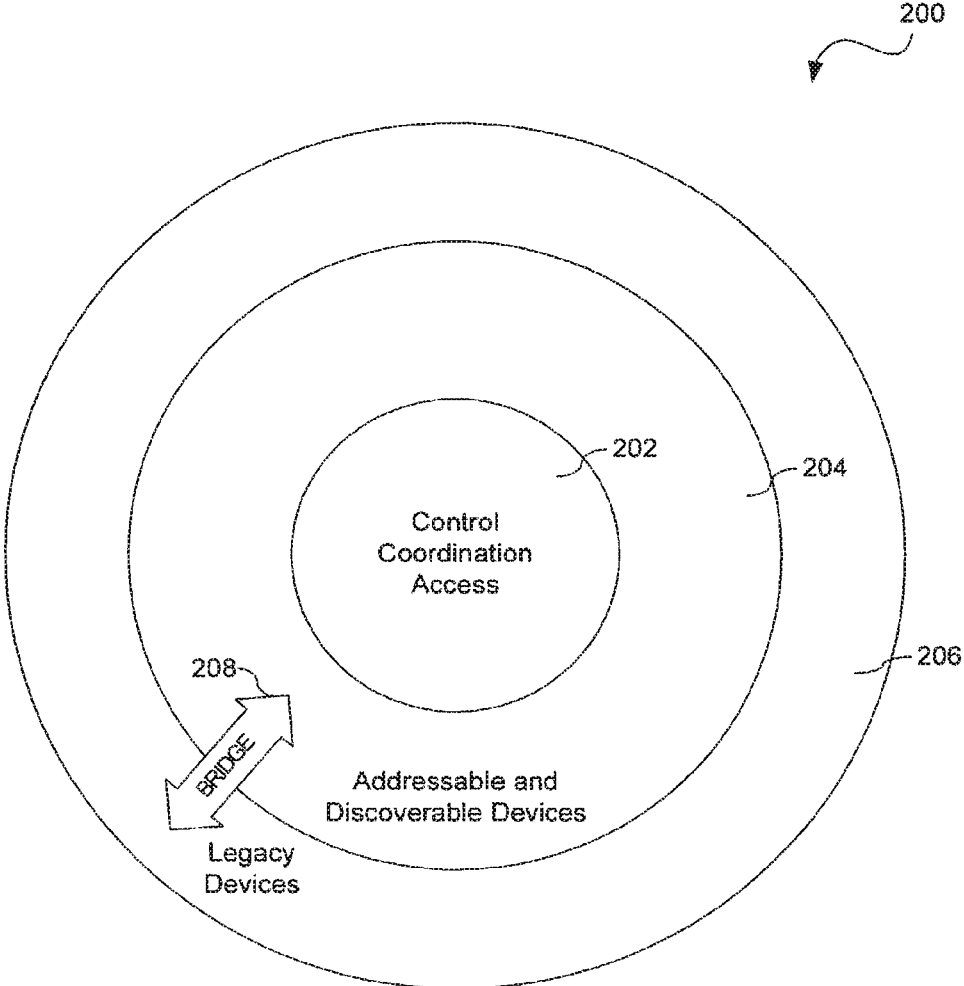 200
202
204
Control
Coordination
Access
206
208
BRIDGE
Addressable and
Discoverable Devices
Legacy
Devices